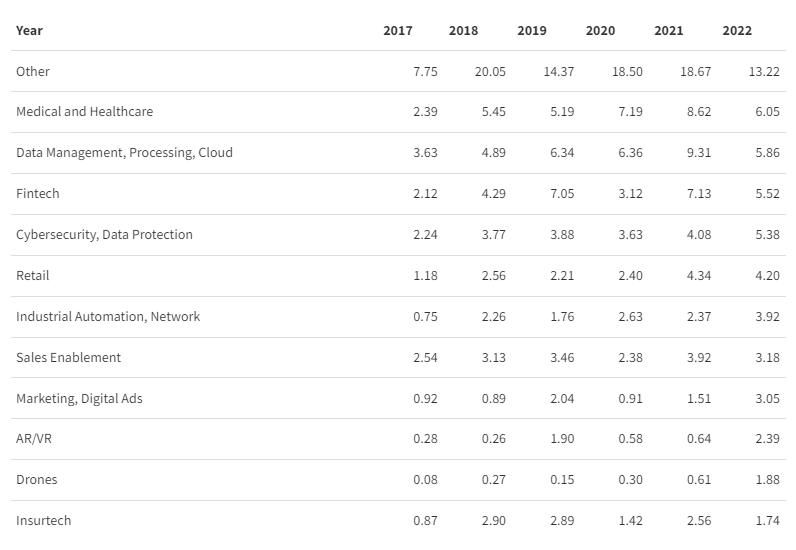 Year 2017 2018 2019 2020 2021 2022
Other 7.75 20.05 14.37 18.50 18.67 13.22
Medical and Healthcare 2.39 5.45 5.19 7.19 8.62 6.05
Data Management, Processing, Cloud 3.63 4.89 6.34 6.36 9.31 5.86
Fintech 2.12 4.29 7.05 3.12 7.13 5.52
Cybersecurity, Data Protection 2.24 3.77 3.88 3.63 4.08 5.38
Retail 1.18 2.56 2.21 2.40 4.34 4.20
Industrial Automation, Network 0.75 2.26 1.76 2.63 2.37 3.92
Sales Enablement 2.54 3.13 3.46 2.38 3.92 3.18
Marketing, Digital Ads 0.92 0.89 2.04 0.91 1.51 3.05
AR/VR 0.28 0.26 1.90 0.58 0.64 2.39
Drones 0.08 0.27 0.15 0.30 0.61 1.88
Insurtech 0.87 2.90 2.89 1.42 2.56 1.74